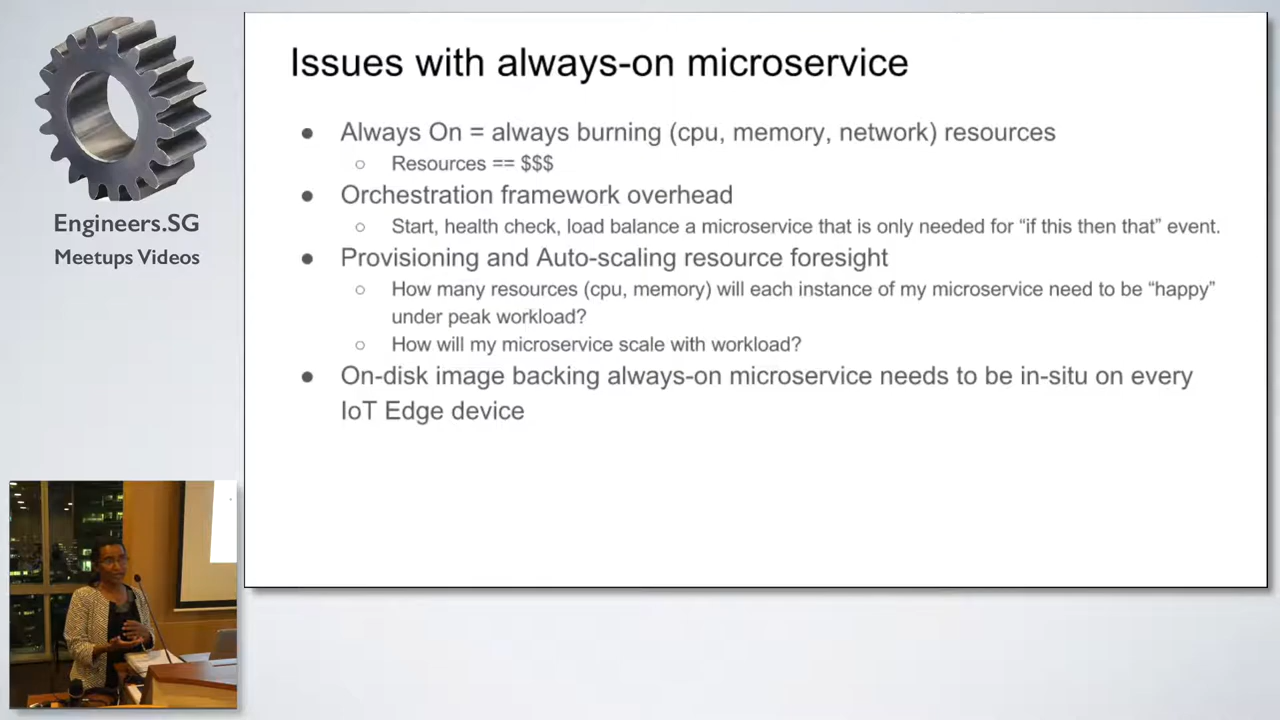 Issues with always-on microservice
● Always On = always burning (cpu, memory, network) resources
○ Resources == $$$
● Orchestration framework overhead
○ Start, health check, load balance a microservice that is only needed for “if this then that” event.
● Provisioning and Auto-scaling resource foresight
○ How many resources (cpu, memory) will each instance of my microservice need to be “happy”
under peak workload?
○ How will my microservice scale with workload?
● On-disk image backing always-on microservice needs to be in-situ on every
IoT Edge device
Engineers.SG
Meetups Videos